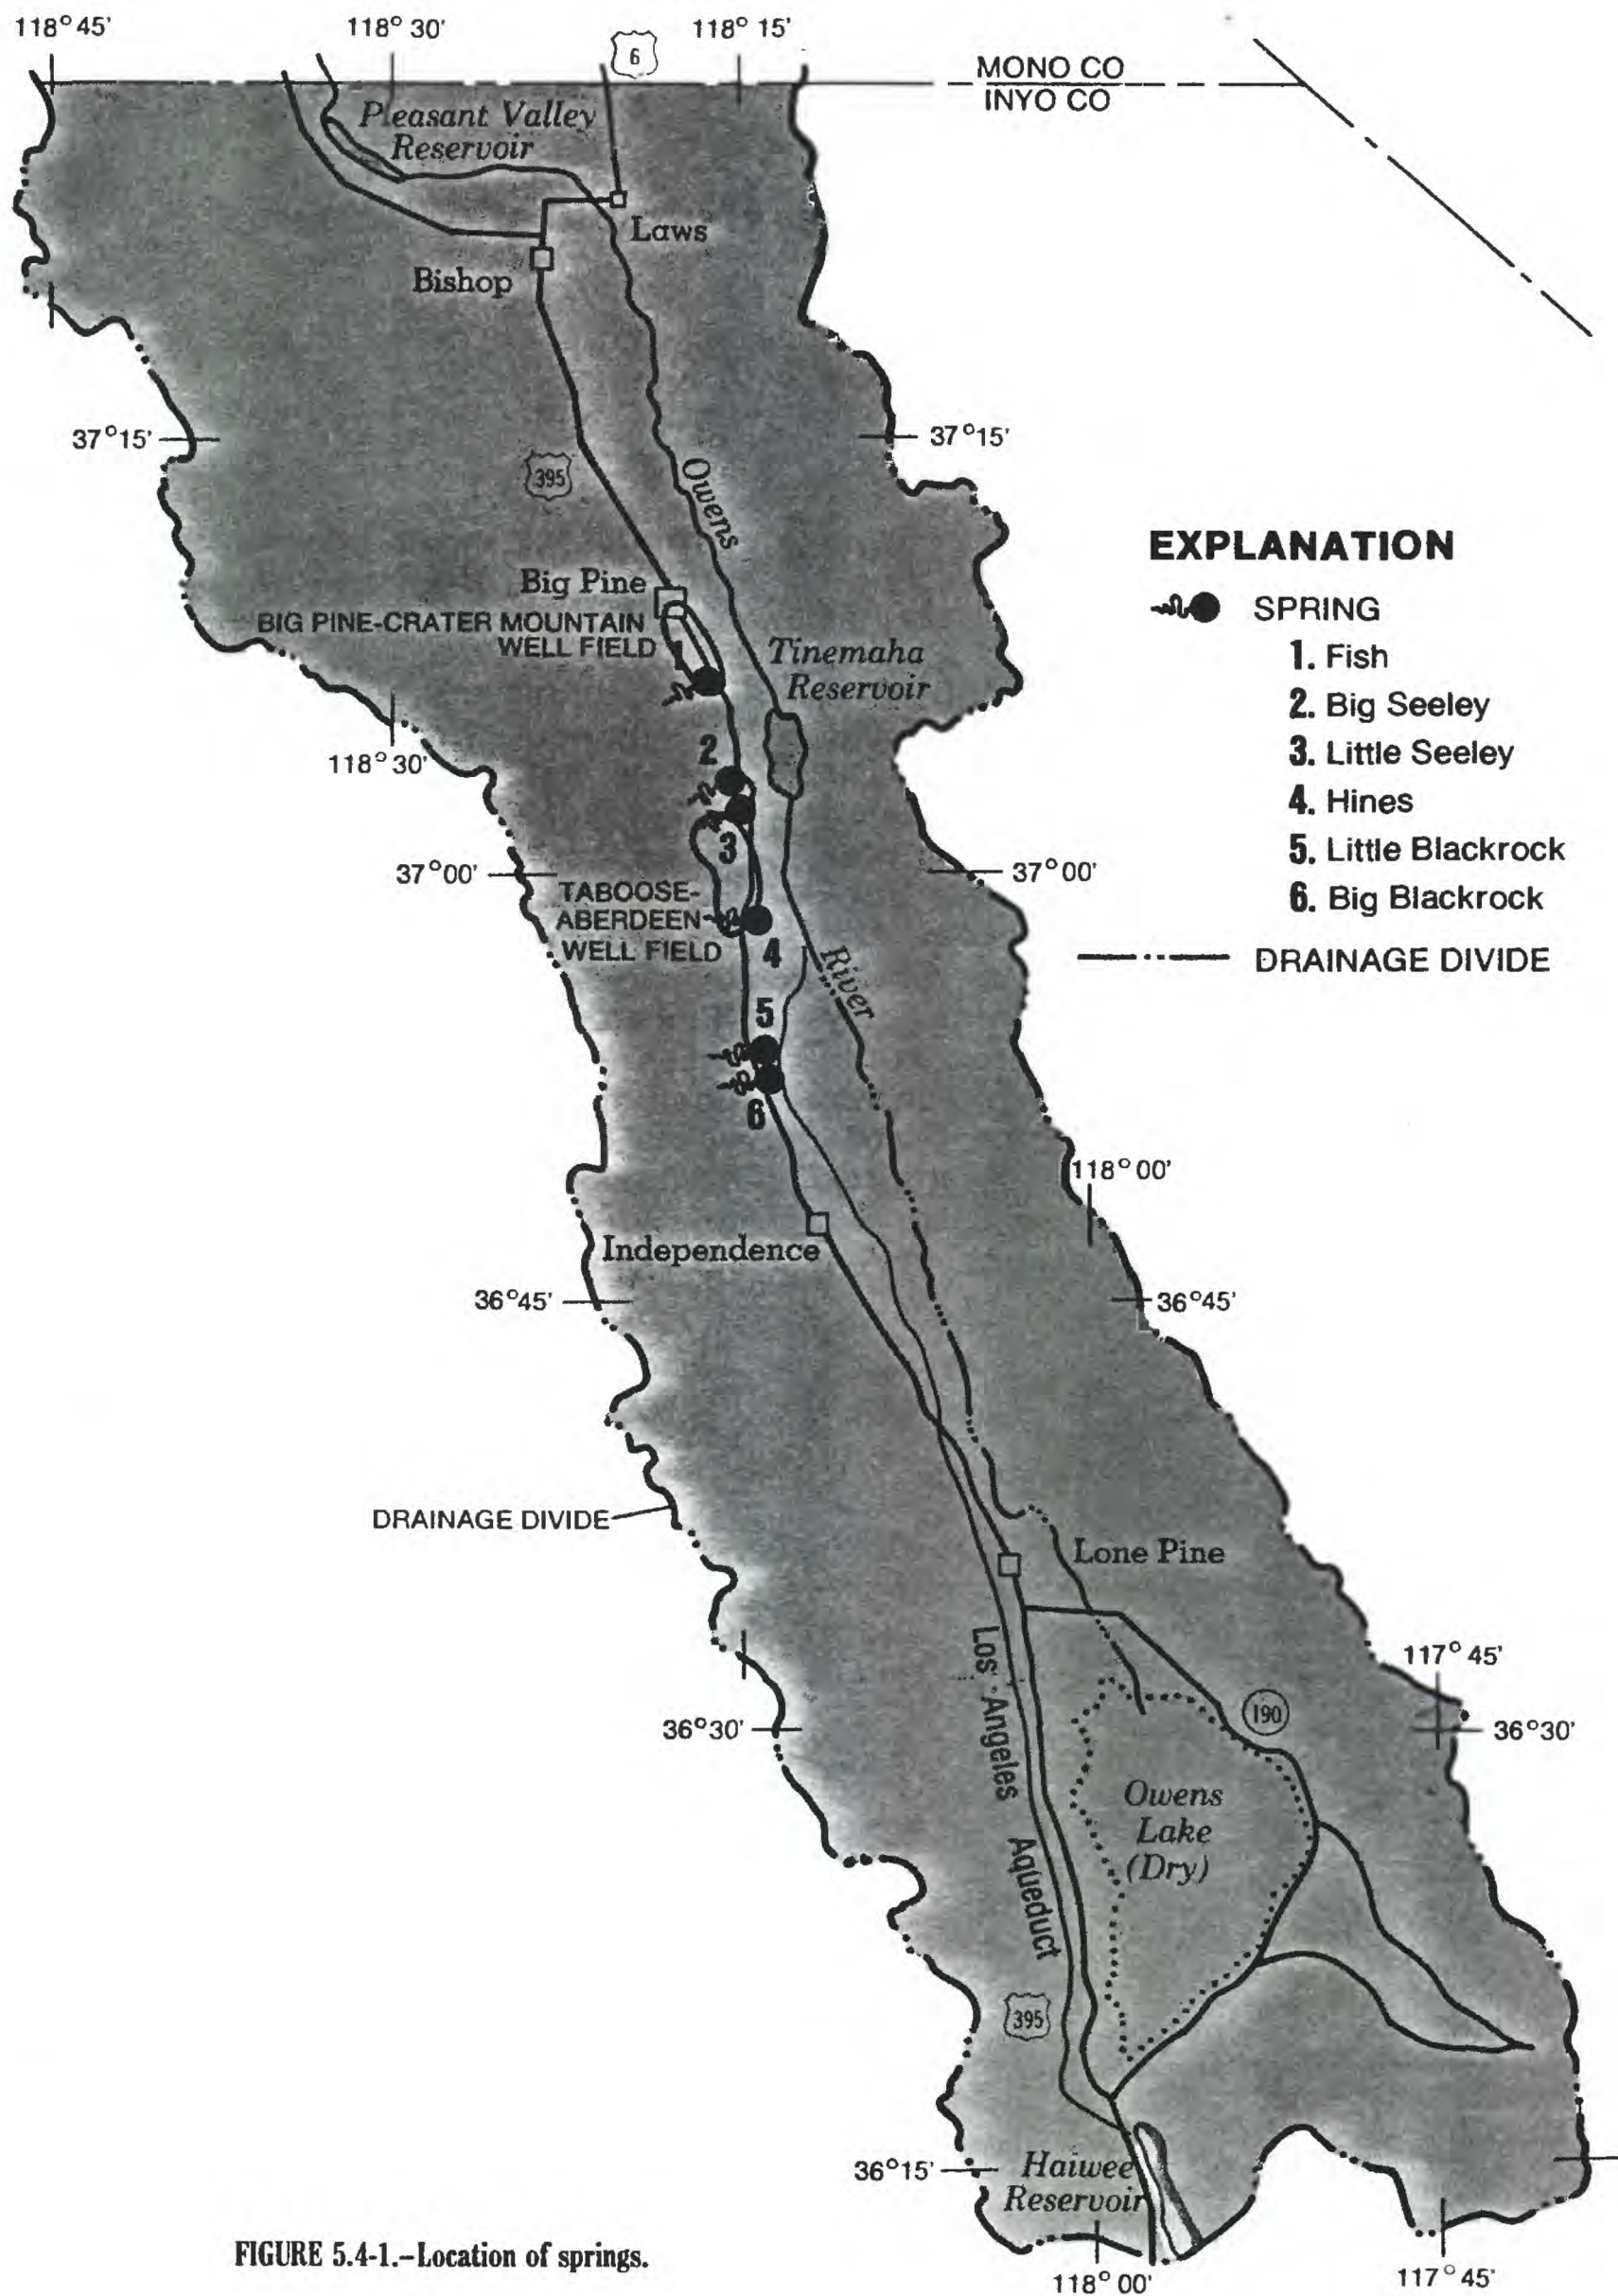 118° 45'
118° 30'
118° 15'
6
MONO CO
INYO CO
Pleasant Valley
Reservoir
Laws
Bishop
37° 15'
37° 15'
395
Owens
EXPLANATION
SPRING
1. Fish
2. Big Seeley
3. Little Seeley
4. Hines
5. Little Blackrock
6. Big Blackrock
DRAINAGE DIVIDE
Big Pine
BIG PINE-CRATER MOUNTAIN
WELL FIELD
1
Tinemaha
Reservoir
2
118° 30'
3
37° 00'
37° 00'
TABOOSE-
ABERDEEN
WELL FIELD
4
River
5
6
118° 00'
Independence
36° 45'
36° 45'
DRAINAGE DIVIDE
Lone Pine
Los Angeles
Aqueduct
117° 45'
36° 30'
190
36° 30'
Owens
Lake
(Dry)
395
36° 15'
Haiwee
Reservoir
FIGURE 5.4-1.–Location of springs.
118° 00'
117° 45'